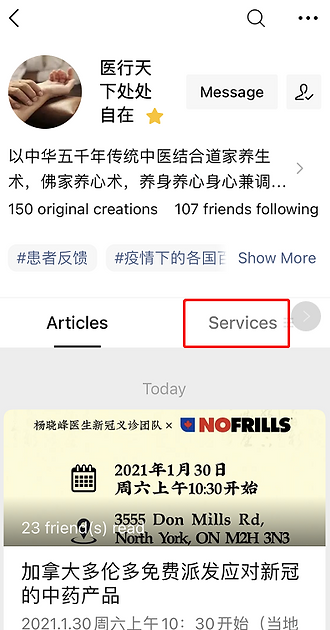 医行天
下处处
自在
Message
以中华五千年传统中医结合道家养生
术，佛家养心术，养身养心身心兼调...
150 original creations 107 friends following
#患者反馈 #疫情下的各国百 Show More
Articles Services
Today
杨晓峰医生新冠义诊团队 × NOFRILLS
2021年1月30日
周六上午10:30开始
23 friend(s) read
3555 Don Mills Rd,
North York, ON M2H 3N3
加拿大多伦多免费派发应对新冠
的中药产品
2021.1.30周六上午10：30开始（当地